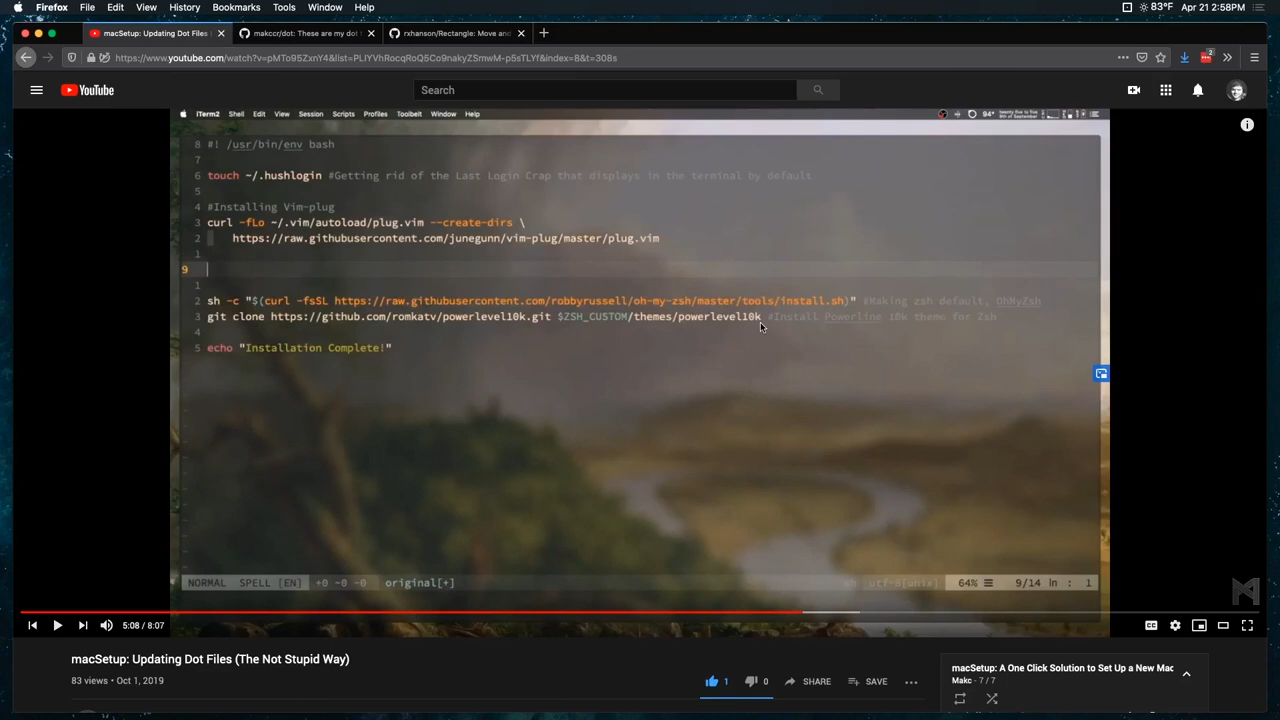 Firefox File Edit View History Bookmarks Tools Window Help 83°F Apr 21 2:58PM
macSetup: Updating Dot Files makccr/dot: These are my dot f rxhanson/Rectangle: Move and
https://www.youtube.com/watch?v=pMTo95ZxnY4&list=PLIYVhRocqRoQ5Co9nakyZSmwM-p5sTLYf&index=8&t=308s 2
YouTube Search
iTerm2 Shell Edit View Session Scripts Profiles Toolbelt Window Help 94°
8 #! /usr/bin/env bash
7
6 touch ~/.hushlogin #Getting rid of the Last Login Crap that displays in the terminal by default
5
4 #Installing Vim-plug
3 curl -fLo ~/.vim/autoload/plug.vim --create-dirs \
2 https://raw.githubusercontent.com/junegunn/vim-plug/master/plug.vim
1
9
1
2 sh -c "$(curl -fsSL https://raw.githubusercontent.com/robbyrussell/oh-my-zsh/master/tools/install.sh)" #Making zsh default, OhMyZsh
3 git clone https://github.com/romkatv/powerlevel10k.git $ZSH_CUSTOM/themes/powerlevel10k #Install Powerline 10k theme for Zsh
4
5 echo "Installation Complete!"
NORMAL SPELL [EN] +0 ~0 -0 original[+] sh utf-8[unix] 64% ☰ 9/14 ln : 1
5:08 / 8:07
macSetup: Updating Dot Files (The Not Stupid Way)
83 views • Oct 1, 2019
1 0 SHARE SAVE
macSetup: A One Click Solution to Set Up a New Mac
Makc - 7 / 7